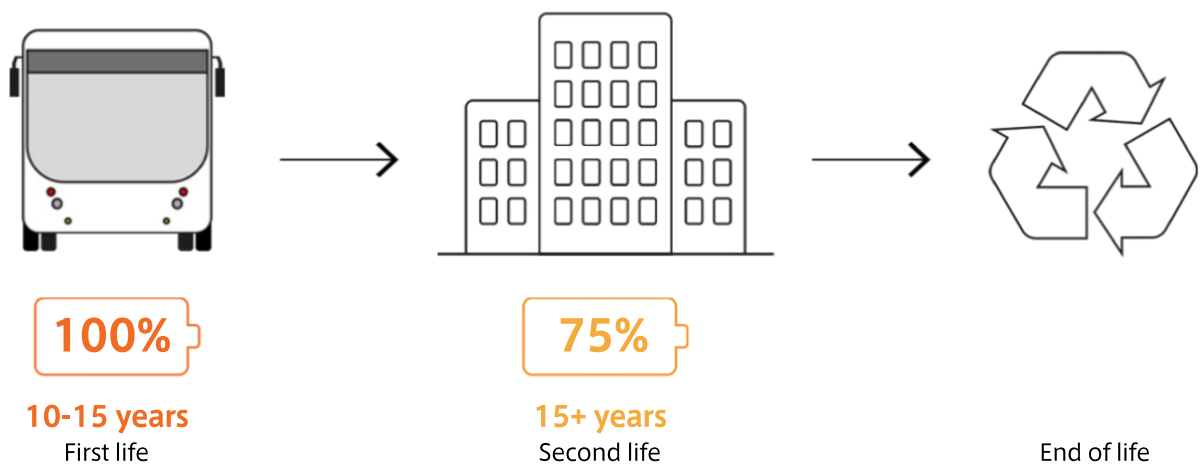 100%
75%
10-15 years
15+ years
First life
Second life
End of life